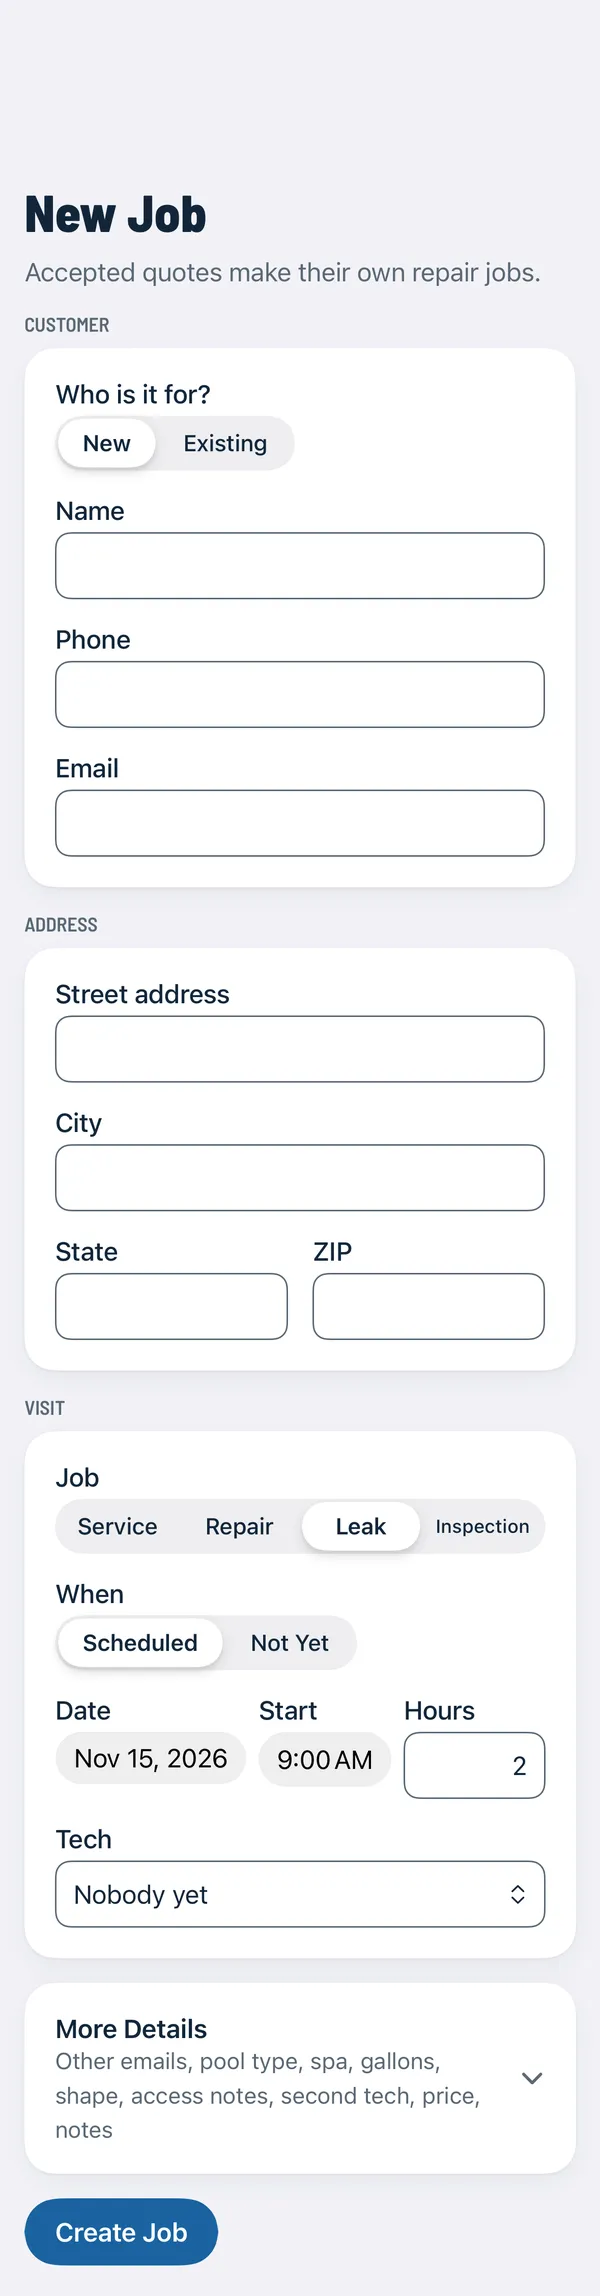 New Job
Accepted quotes make their own repair jobs.
CUSTOMER
Who is it for?
New Existing
Name
Phone
Email
ADDRESS
Street address
City
State ZIP
VISIT
Job
Service Repair Leak Inspection
When
Scheduled Not Yet
Date Start Hours
Nov 15, 2026 9:00 AM 2
Tech
Nobody yet
More Details
Other emails, pool type, spa, gallons,
shape, access notes, second tech, price,
notes
Create Job